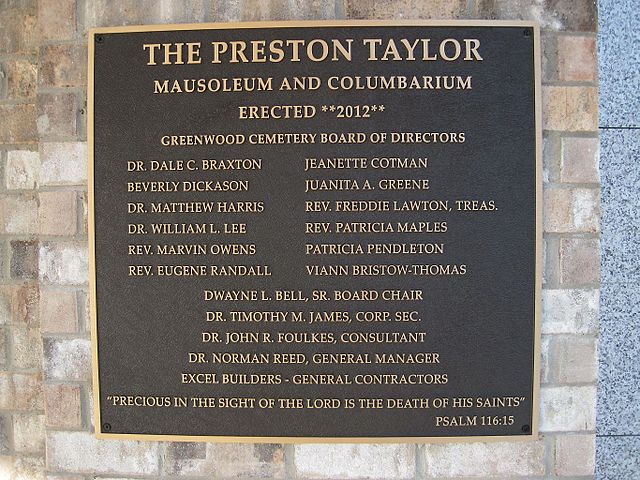 THE PRESTON TAYLOR
MAUSOLEUM AND COLUMBARIUM
ERECTED **2012**
GREENWOOD CEMETERY BOARD OF DIRECTORS
DR. DALE C. BRAXTON JEANETTE COTMAN
BEVERLY DICKASON JUANITA A. GREENE
DR. MATTHEW HARRIS REV. FREDDIE LAWTON, TREAS.
DR. WILLIAM L. LEE REV. PATRICIA MAPLES
REV. MARVIN OWENS PATRICIA PENDLETON
REV. EUGENE RANDALL VIANN BRISTOW-THOMAS
DWAYNE L. BELL, SR. BOARD CHAIR
DR. TIMOTHY M. JAMES, CORP. SEC.
DR. JOHN R. FOULKES, CONSULTANT
DR. NORMAN REED, GENERAL MANAGER
EXCEL BUILDERS - GENERAL CONTRACTORS
"PRECIOUS IN THE SIGHT OF THE LORD IS THE DEATH OF HIS SAINTS"
PSALM 116:15